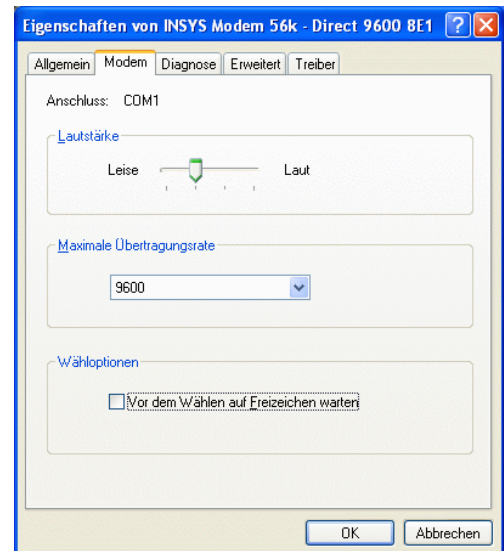 Eigenschaften von INSYS Modem 56k - Direct 9600 8E1
Allgemein Modem Diagnose Erweitert Treiber
Anschluss: COM1
Lautstärke
Leise Laut
Maximale Übertragungsrate
9600
Wähloptionen
Vor dem Wählen auf Freizeichen warten
OK Abbrechen